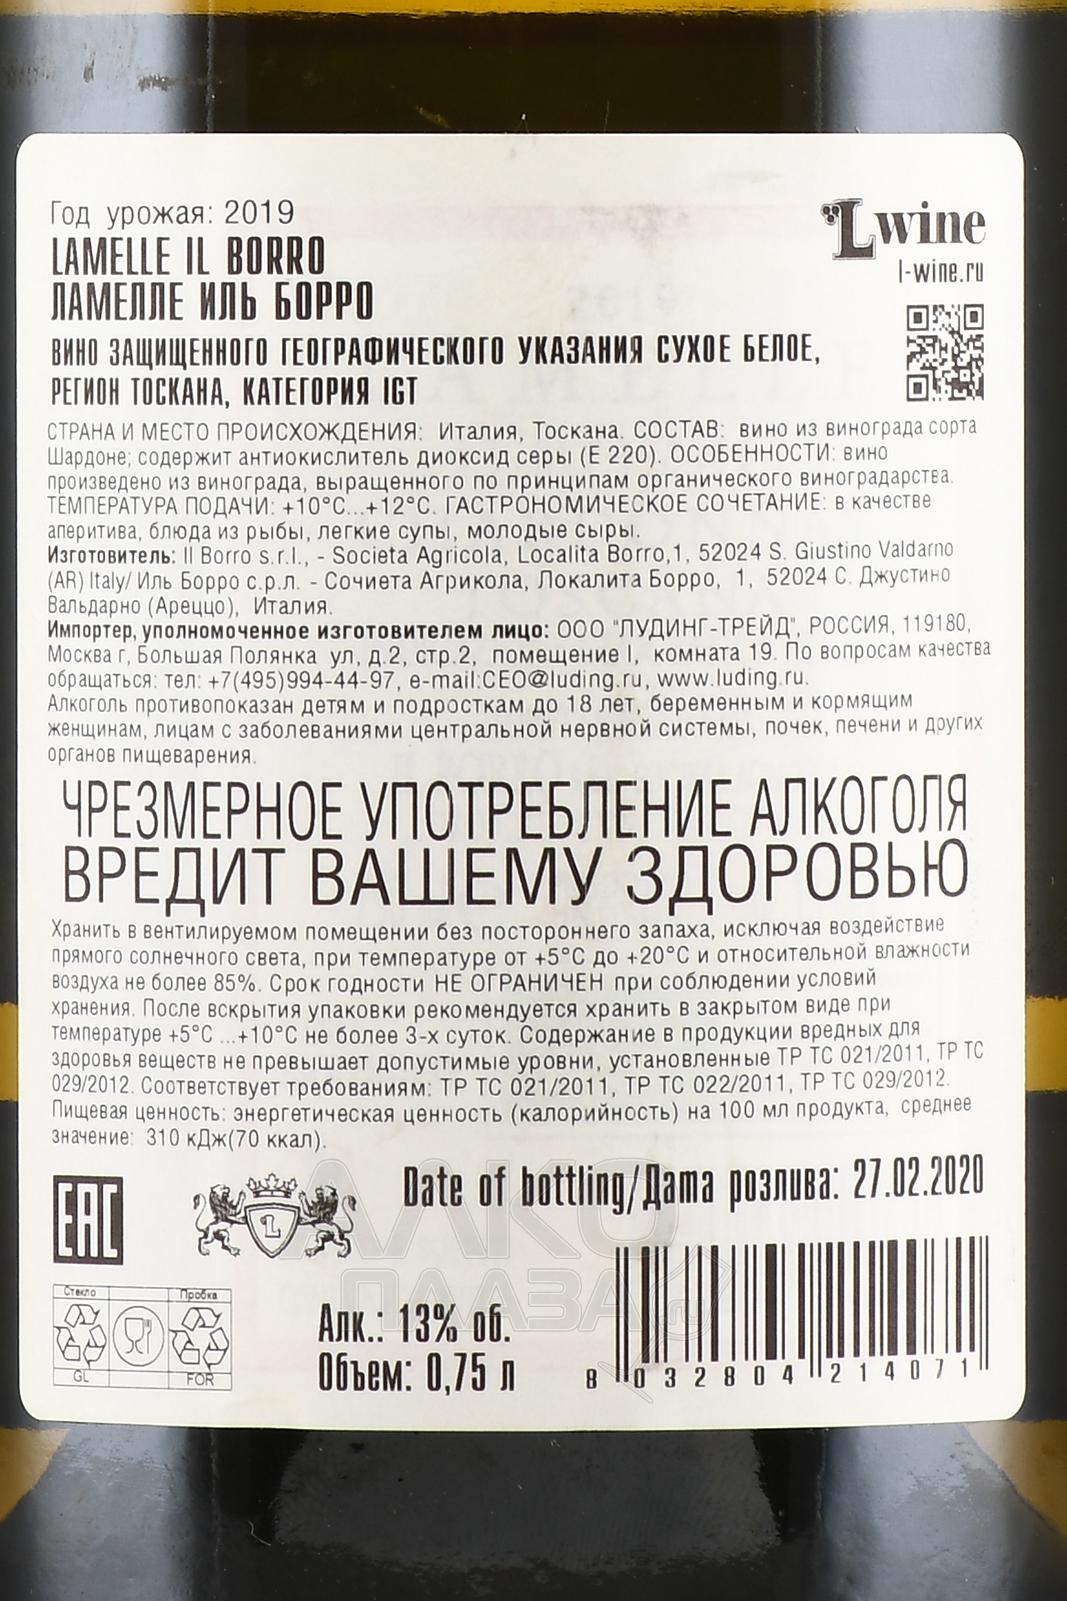 Год урожая: 2019
LAMELLE IL BORRO
ЛАМЕЛЛЕ ИЛЬ БОРРО
Lwine
l-wine.ru
ВИНО ЗАЩИЩЕННОГО ГЕОГРАФИЧЕСКОГО УКАЗАНИЯ СУХОЕ БЕЛОЕ,
РЕГИОН ТОСКАНА, КАТЕГОРИЯ IGT
СТРАНА И МЕСТО ПРОИСХОЖДЕНИЯ: Италия, Тоскана. СОСТАВ: вино из винограда сорта
Шардоне; содержит антиокислитель диоксид серы (Е 220). ОСОБЕННОСТИ: вино
произведено из винограда, выращенного по принципам органического виноградарства.
ТЕМПЕРАТУРА ПОДАЧИ: +10°C...+12°C. ГАСТРОНОМИЧЕСКОЕ СОЧЕТАНИЕ: в качестве
аперитива, блюда из рыбы, легкие супы, молодые сыры.
Изготовитель: Il Borro s.r.l., - Societa Agricola, Localita Borro,1, 52024 S. Giustino Valdarno
(AR) Italy/ Иль Борро с.р.л. - Сочиета Агрикола, Локалита Борро, 1, 52024 С. Джустино
Вальдарно (Ареццо), Италия.
Импортер, уполномоченное изготовителем лицо: ООО "ЛУДИНГ-ТРЕЙД", РОССИЯ, 119180,
Москва г, Большая Полянка ул, д.2, стр.2, помещение I, комната 19. По вопросам качества
обращаться: тел: +7(495)994-44-97, e-mail:CEO@luding.ru, www.luding.ru.
Алкоголь противопоказан детям и подросткам до 18 лет, беременным и кормящим
женщинам, лицам с заболеваниями центральной нервной системы, почек, печени и других
органов пищеварения.
ЧРЕЗМЕРНОЕ УПОТРЕБЛЕНИЕ АЛКОГОЛЯ
ВРЕДИТ ВАШЕМУ ЗДОРОВЬЮ
Хранить в вентилируемом помещении без постороннего запаха, исключая воздействие
прямого солнечного света, при температуре от +5°C до +20°C и относительной влажности
воздуха не более 85%. Срок годности НЕ ОГРАНИЧЕН при соблюдении условий
хранения. После вскрытия упаковки рекомендуется хранить в закрытом виде при
температуре +5°C ...+10°C не более 3-х суток. Содержание в продукции вредных для
здоровья веществ не превышает допустимые уровни, установленные ТР ТС 021/2011, ТР ТС
029/2012. Соответствует требованиям: ТР ТС 021/2011, ТР ТС 022/2011, ТР ТС 029/2012.
Пищевая ценность: энергетическая ценность (калорийность) на 100 мл продукта, среднее
значение: 310 кДж(70 ккал).
EAC
L
Date of bottling/Дата розлива: 27.02.2020
АЛКО
ПЛАЗА.ru
Стекло
Пробка
GL
FOR
Алк.: 13% об.
Объем: 0,75 л
8 032804 214071